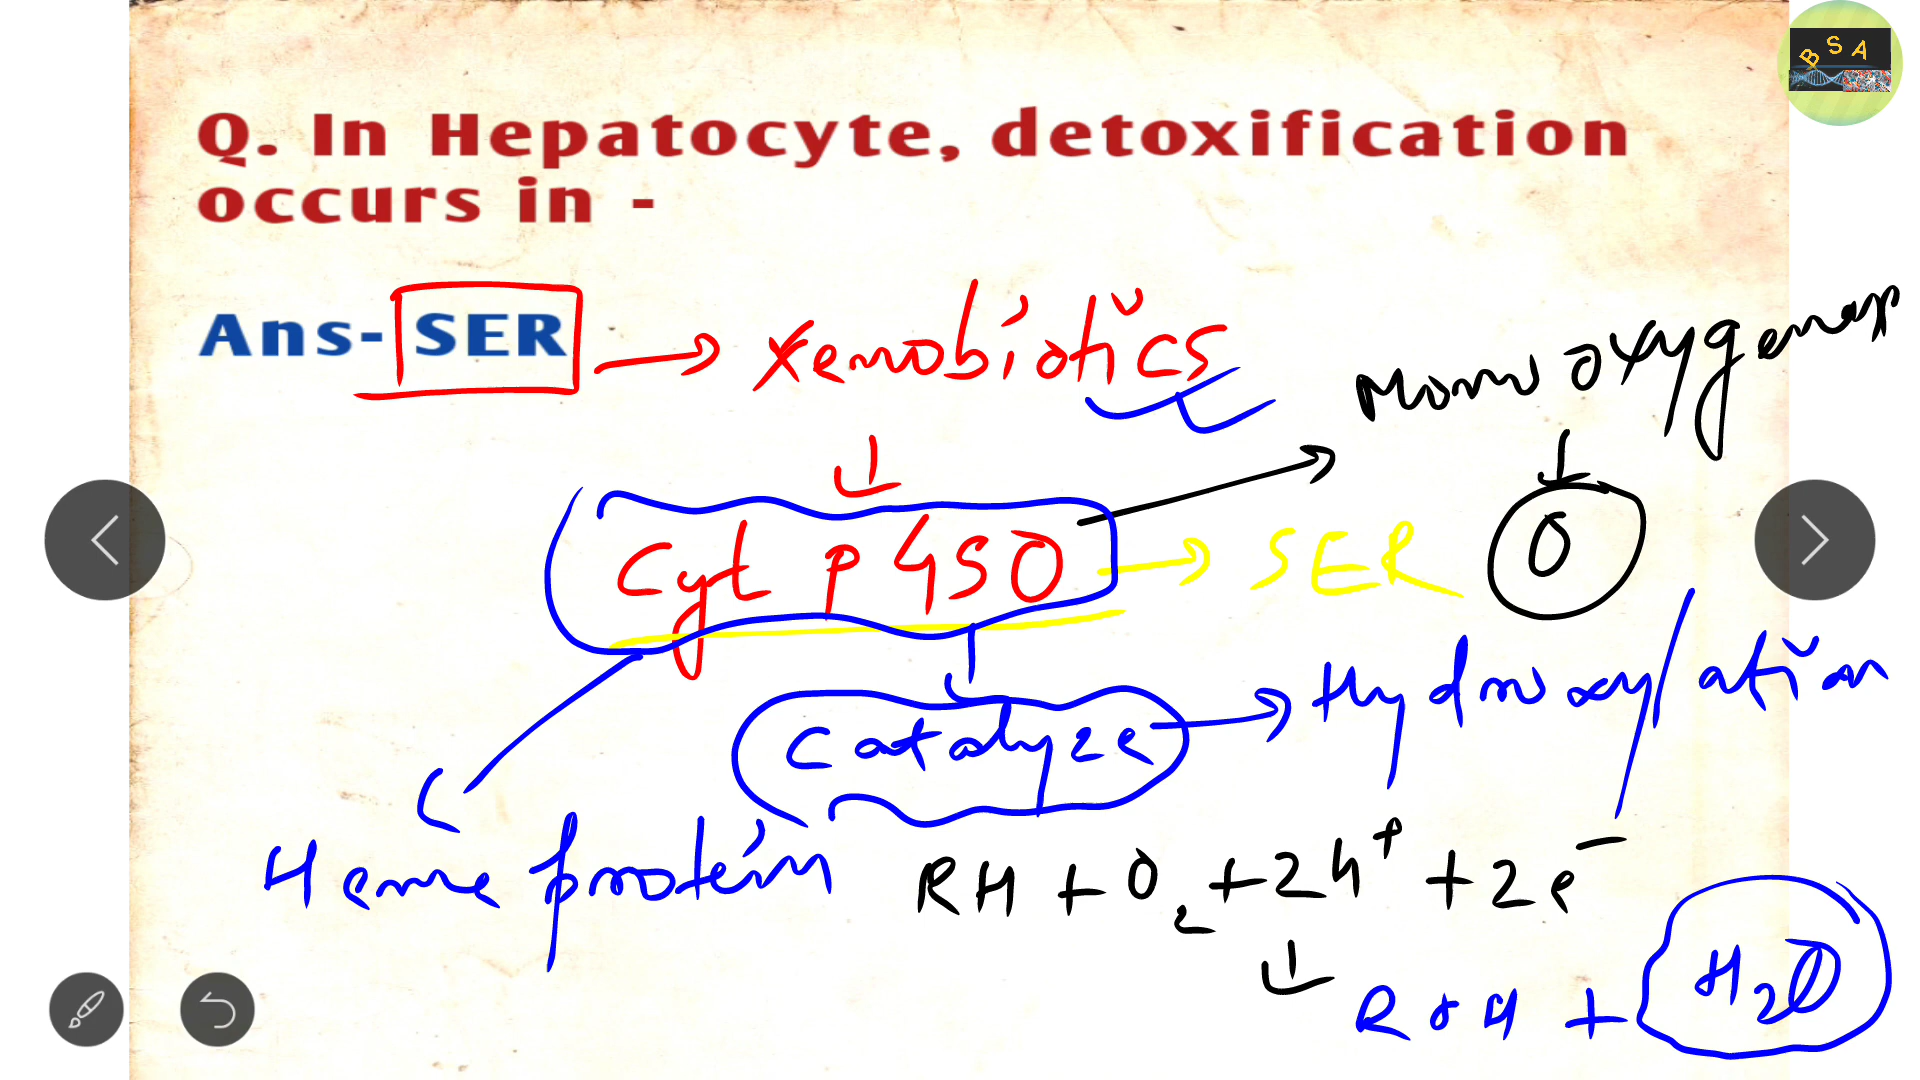 BSA
Q. In Hepatocyte, detoxification
occurs in -
Ans- SER → Xenobiotics
Monooxygenase
↓
Cyt P450 → SER
O
Catalyze → Hydroxylation
Heme protein
RH + O₂ + 2H⁺ + 2e⁻
↓
ROH + H₂O